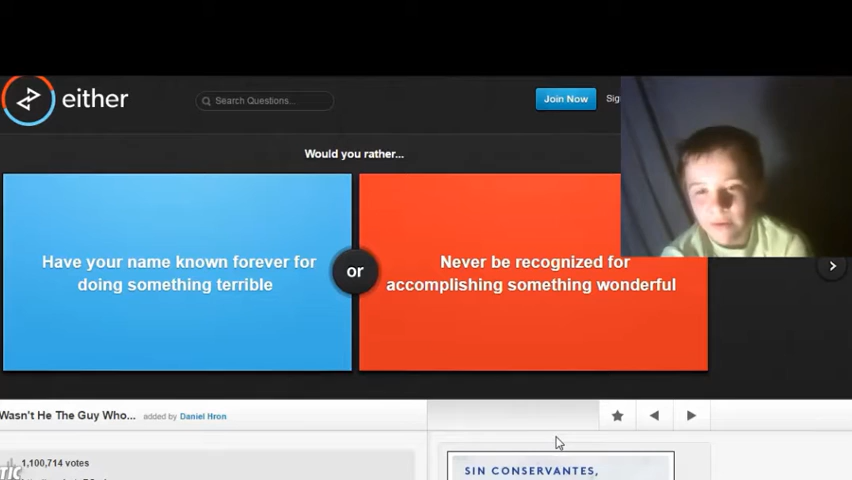 either
Search Questions...
Join Now
Sig
Would you rather...
Have your name known forever for
doing something terrible
or
Never be recognized for
accomplishing something wonderful
Wasn't He The Guy Who... added by Daniel Hron
1,100,714 votes
TIC
SIN CONSERVANTES,